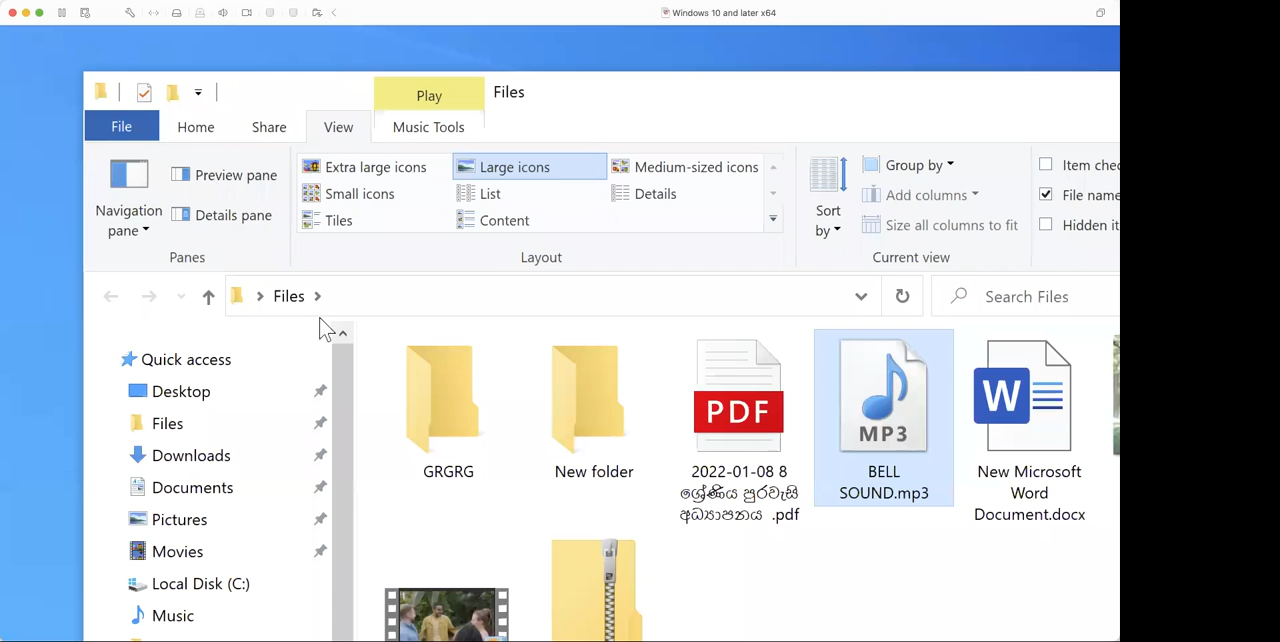 Windows 10 and later x64
Play
Files
File
Home
Share
View
Music Tools
Navigation
pane
Preview pane
Details pane
Panes
Extra large icons
Large icons
Medium-sized icons
Small icons
List
Details
Tiles
Content
Layout
Sort
by
Group by
Add columns
Size all columns to fit
Current view
Item chec
File name
Hidden it
Files
Search Files
Quick access
Desktop
Files
Downloads
Documents
Pictures
Movies
Local Disk (C:)
Music
GRGRG
New folder
PDF
2022-01-08 8
ශ්‍රේණිය පුරවැසි
අධ්‍යාපනය .pdf
MP3
BELL
SOUND.mp3
W
New Microsoft
Word
Document.docx